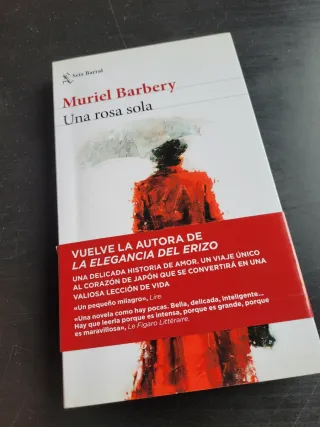 Seix Barral
Muriel Barbery
Una rosa sola
VUELVE LA AUTORA DE
LA ELEGANCIA DEL ERIZO
UNA DELICADA HISTORIA DE AMOR. UN VIAJE ÚNICO
AL CORAZÓN DE JAPÓN QUE SE CONVERTIRÁ EN UNA
VALIOSA LECCIÓN DE VIDA
«Un pequeño milagro», Lire
«Una novela como hay pocas. Bella, delicada, inteligente...
Hay que leerla porque es intensa, porque es grande, porque
es maravillosa», Le Figaro Littéraire.